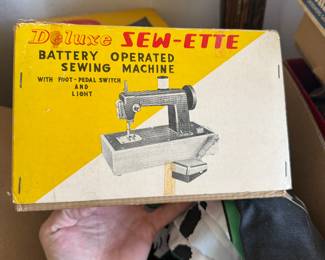 Deluxe SEW-ETTE
BATTERY OPERATED
SEWING MACHINE
WITH FOOT-PEDAL SWITCH
AND
LIGHT